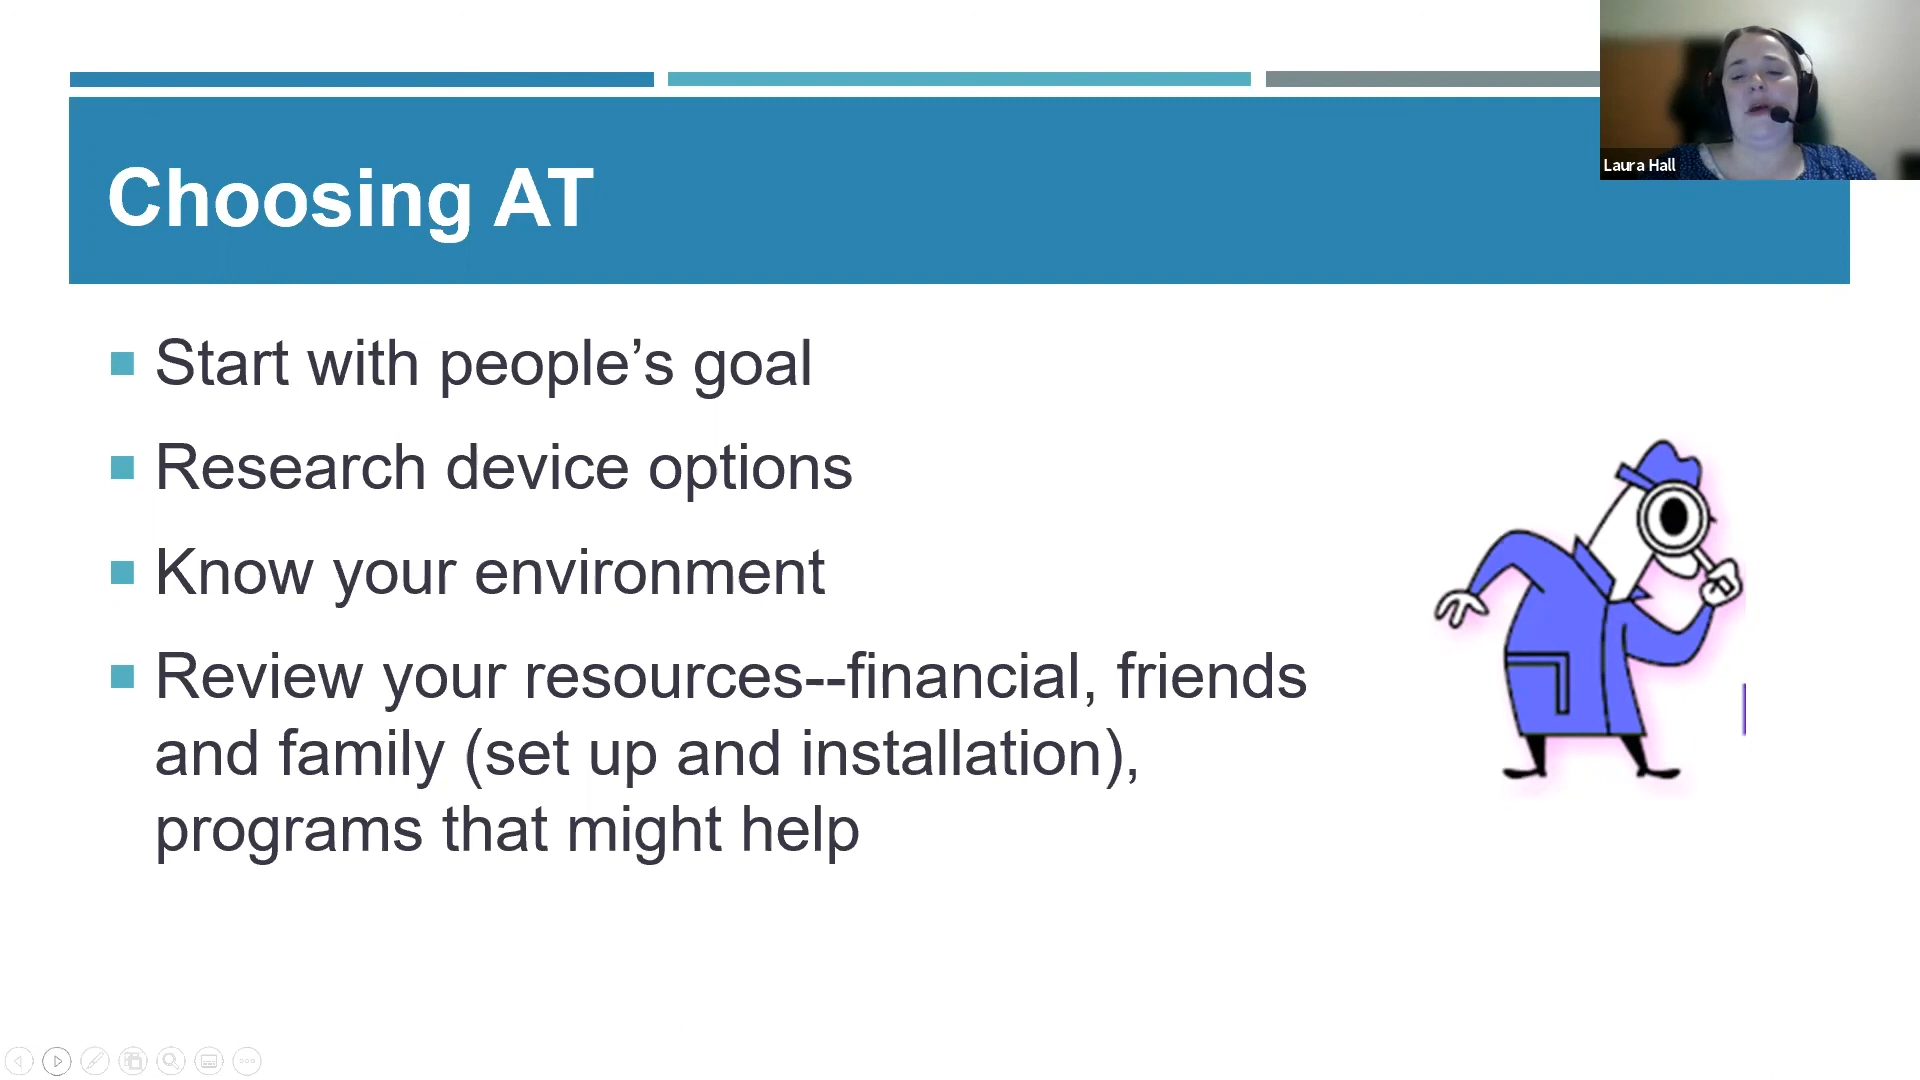 Laura Hall
Choosing AT
Start with people’s goal
Research device options
Know your environment
Review your resources--financial, friends
and family (set up and installation),
programs that might help